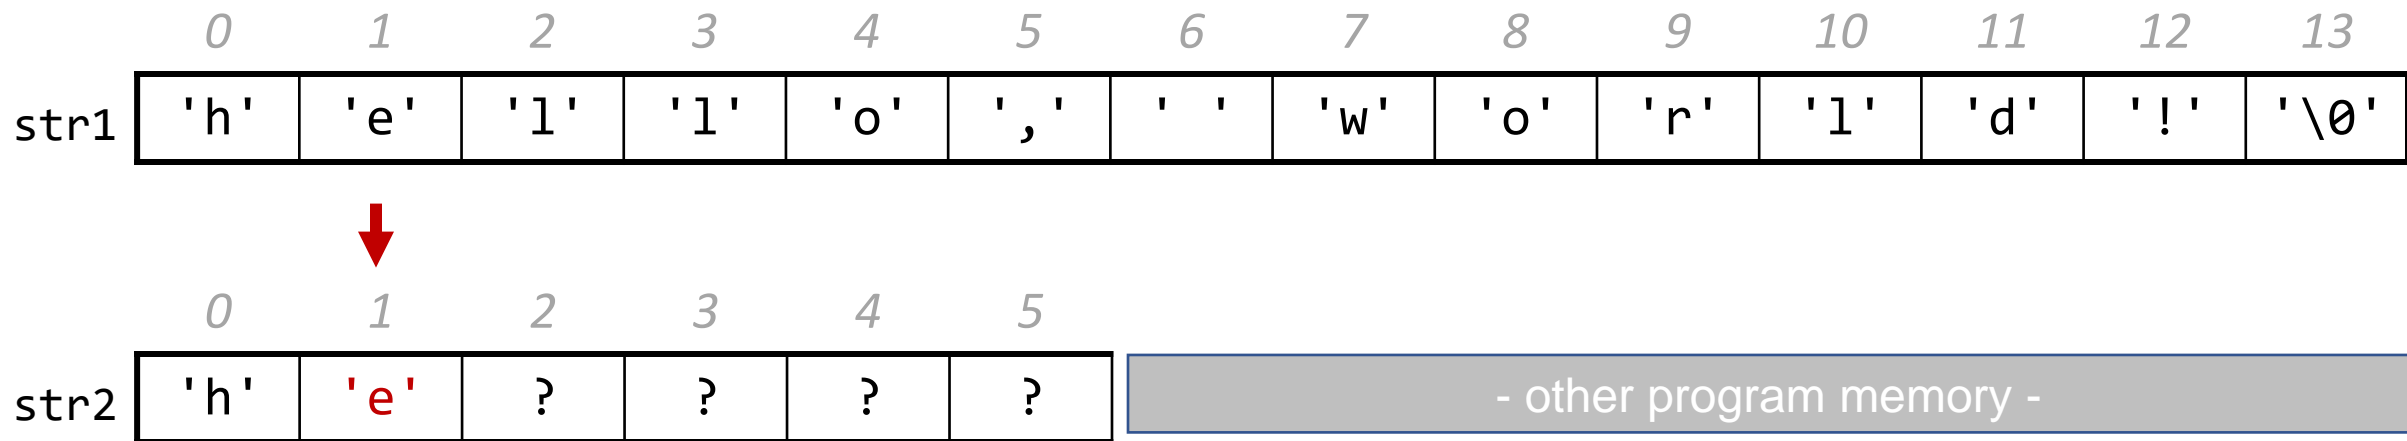 0 1 2 3 4 5 6 7 8 9 10 11 12 13
str1 'h' 'e' 'l' 'l' 'o' ',' ' ' 'w' 'o' 'r' 'l' 'd' '!' '\0'
0 1 2 3 4 5
str2 'h' 'e' ? ? ? ? - other program memory -